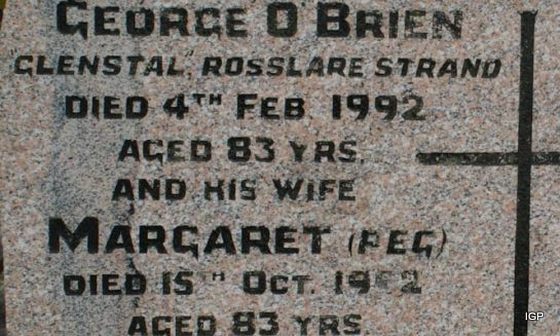 GEORGE O'BRIEN
"GLENSTAL", ROSSLARE STRAND
DIED 4TH FEB. 1992
AGED 83 YRS.
AND HIS WIFE
MARGARET (PEG)
DIED 15TH OCT.
AGED 83 YRS.
IGP